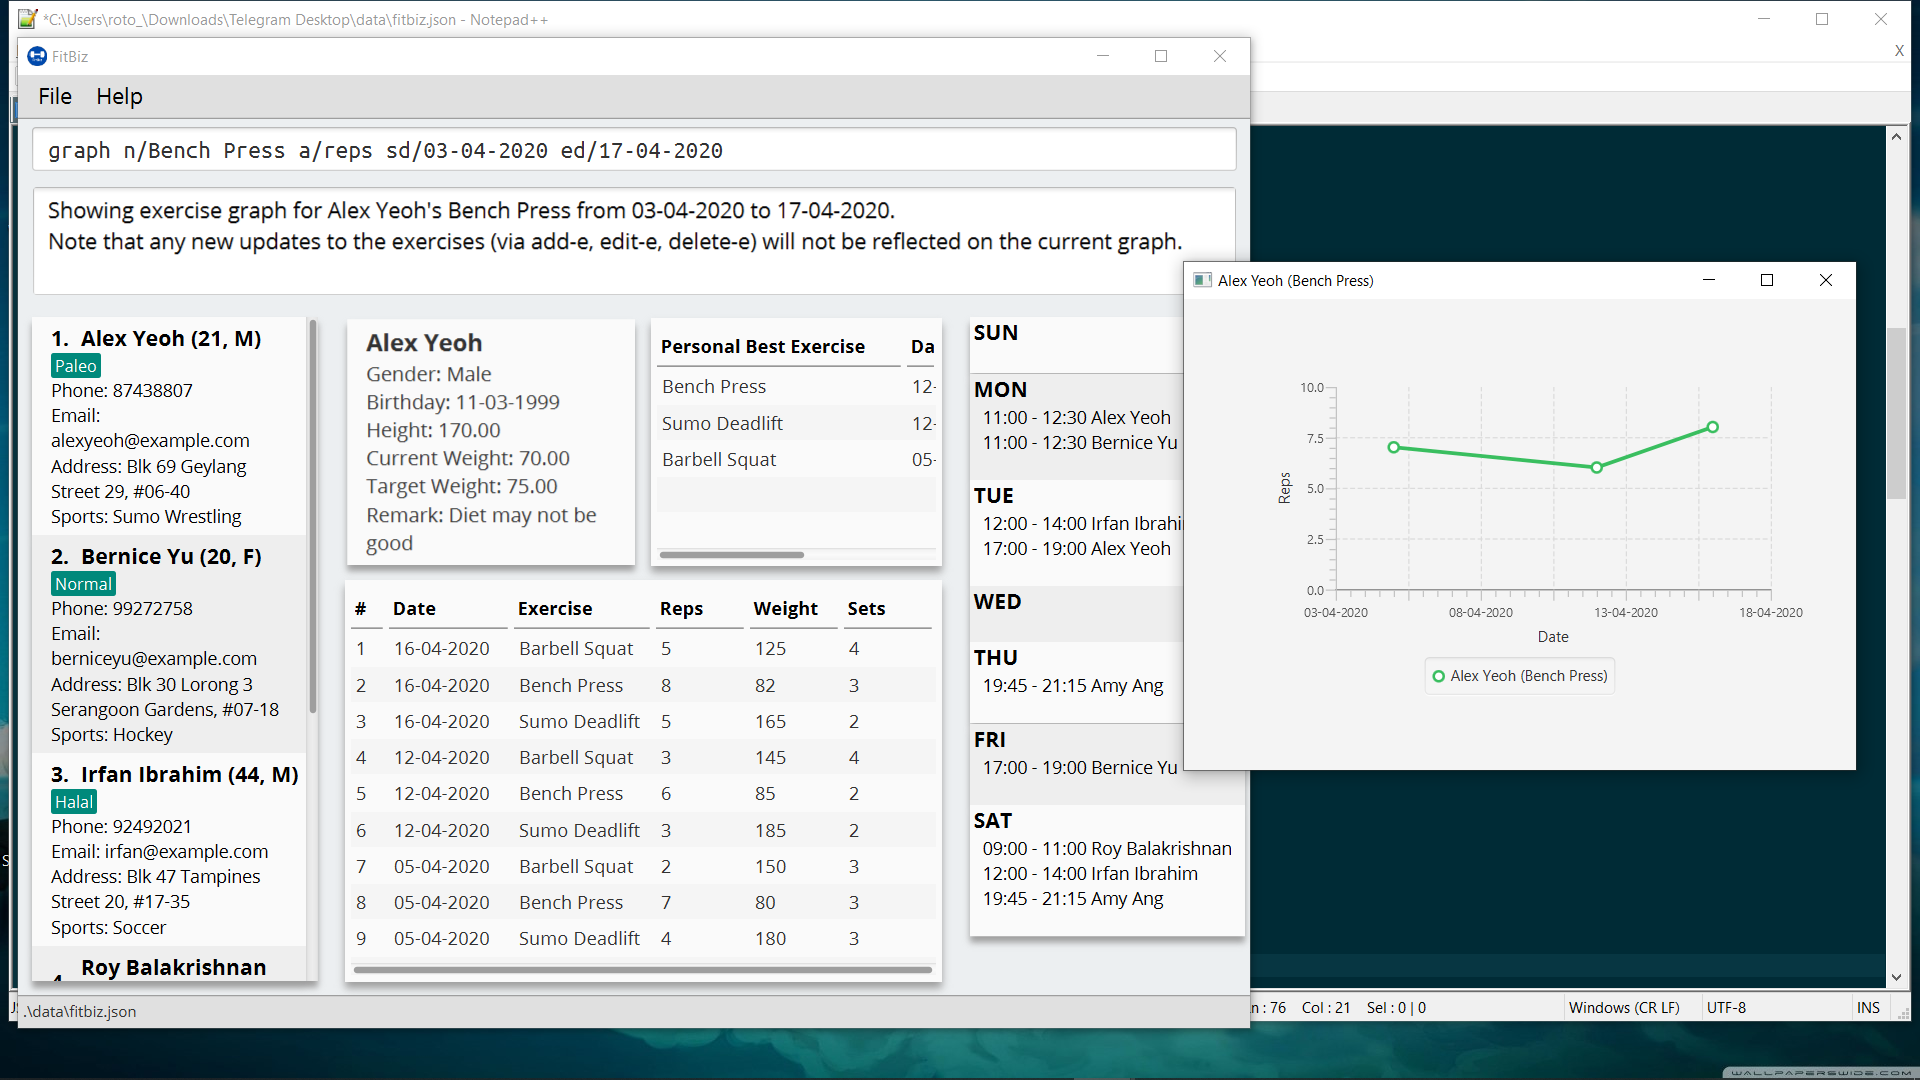 *C:\Users\roto_\Downloads\Telegram Desktop\data\fitbiz.json - Notepad++
X
FitBiz
File Help
graph n/Bench Press a/reps sd/03-04-2020 ed/17-04-2020
Showing exercise graph for Alex Yeoh's Bench Press from 03-04-2020 to 17-04-2020.
Note that any new updates to the exercises (via add-e, edit-e, delete-e) will not be reflected on the current graph.
1. Alex Yeoh (21, M)
Paleo
Phone: 87438807
Email:
alexyeoh@example.com
Address: Blk 69 Geylang
Street 29, #06-40
Sports: Sumo Wrestling
2. Bernice Yu (20, F)
Normal
Phone: 99272758
Email:
berniceyu@example.com
Address: Blk 30 Lorong 3
Serangoon Gardens, #07-18
Sports: Hockey
3. Irfan Ibrahim (44, M)
Halal
Phone: 92492021
Email: irfan@example.com
Address: Blk 47 Tampines
Street 20, #17-35
Sports: Soccer
Roy Balakrishnan
Alex Yeoh
Gender: Male
Birthday: 11-03-1999
Height: 170.00
Current Weight: 70.00
Target Weight: 75.00
Remark: Diet may not be
good
Personal Best Exercise Da
Bench Press 12-
Sumo Deadlift 12-
Barbell Squat 05-
# Date Exercise Reps Weight Sets
1 16-04-2020 Barbell Squat 5 125 4
2 16-04-2020 Bench Press 8 82 3
3 16-04-2020 Sumo Deadlift 5 165 2
4 12-04-2020 Barbell Squat 3 145 4
5 12-04-2020 Bench Press 6 85 2
6 12-04-2020 Sumo Deadlift 3 185 2
7 05-04-2020 Barbell Squat 2 150 3
8 05-04-2020 Bench Press 7 80 3
9 05-04-2020 Sumo Deadlift 4 180 3
SUN
MON
11:00 - 12:30 Alex Yeoh
11:00 - 12:30 Bernice Yu
TUE
12:00 - 14:00 Irfan Ibrahi
17:00 - 19:00 Alex Yeoh
WED
THU
19:45 - 21:15 Amy Ang
FRI
17:00 - 19:00 Bernice Yu
SAT
09:00 - 11:00 Roy Balakrishnan
12:00 - 14:00 Irfan Ibrahim
19:45 - 21:15 Amy Ang
Alex Yeoh (Bench Press)
10.0
7.5
5.0
2.5
0.0
Reps
03-04-2020 08-04-2020 13-04-2020 18-04-2020
Date
Alex Yeoh (Bench Press)
.\data\fitbiz.json
n : 76 Col : 21 Sel : 0 | 0 Windows (CR LF) UTF-8 INS
WALLPAPERSWIDE.COM